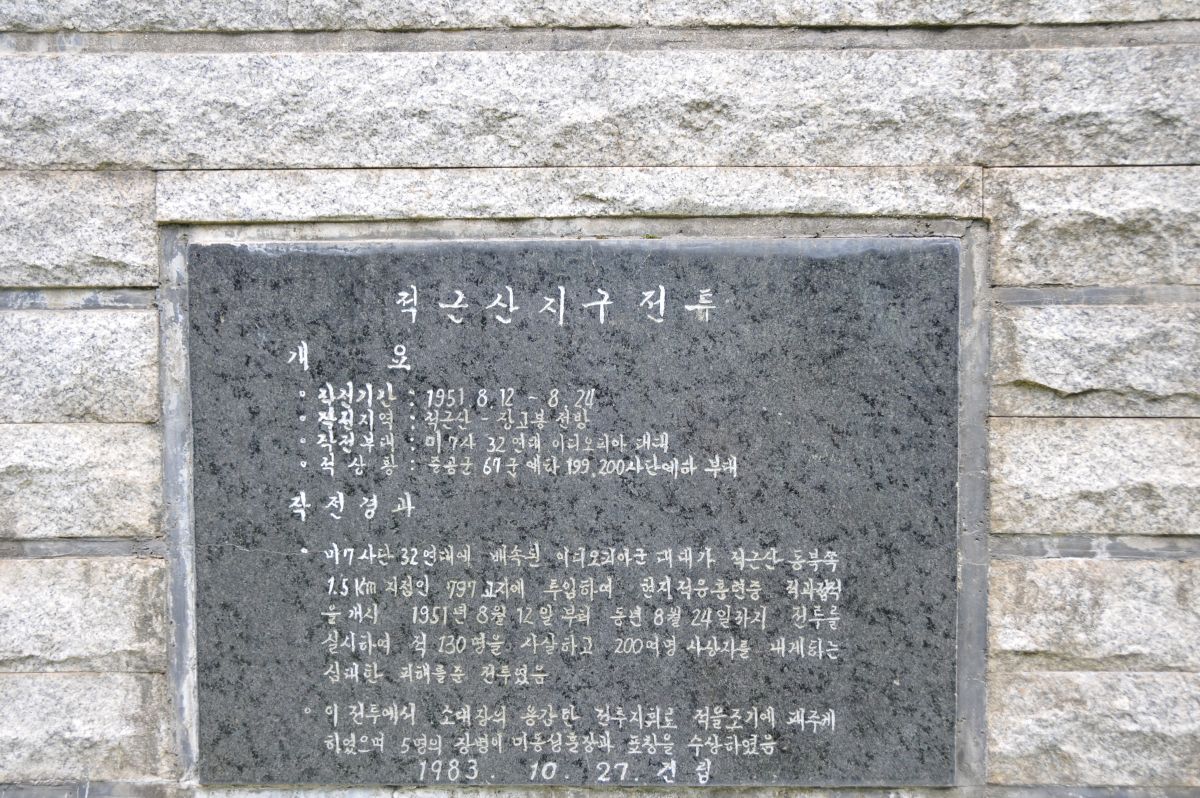 적근산지구전투
개 요
◦ 작전기간 : 1951. 8. 12 - 8. 24
◦ 작전지역 : 적근산 - 장고봉 전방
◦ 작전부대 : 미7사 32연대 이디오피아 대대
◦ 적 상 황 : 중공군 67군 예하 199, 200사단예하 부대
작 전 경 과
◦ 미7사단 32연대에 배속된 이디오피아군 대대가 적근산 동북쪽
1.5Km 지점인 797고지에 투입하여 현지적응훈련중 적과접적
을 개시 1951년 8월 12일 부터 동년 8월 24일까지 전투를
실시하여 적 130명을 사살하고 200여명 사상자를 내게하는
심대한 피해를준 전투였음
◦ 이 전투에서 소대장의 용감한 전투지휘로 적을조기에 패주케
하였으며 5명의 장병이 미동성훈장과 표창을 수상하였음
1983. 10. 27. 건립